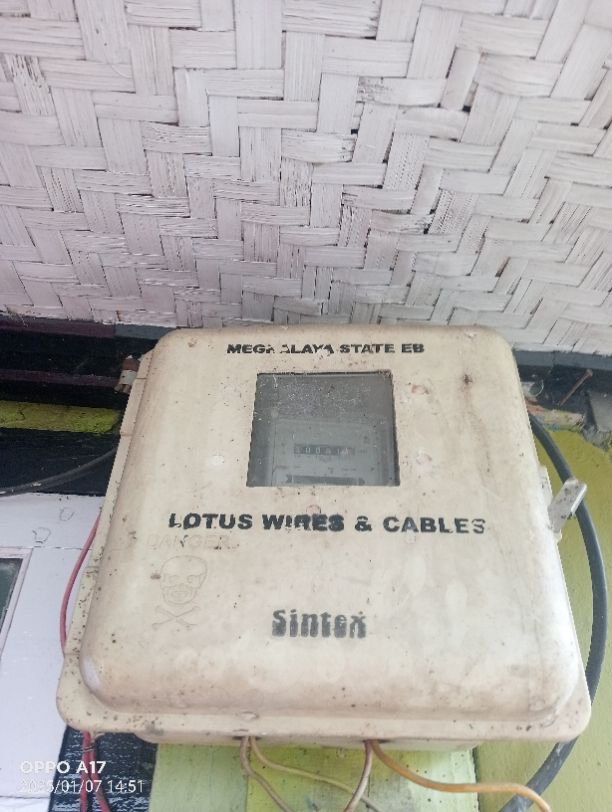 MEGHALAYA STATE EB
LOTUS WIRES & CABLES
DANGER
Sintex
OPPO A17
2025/01/07 14:51